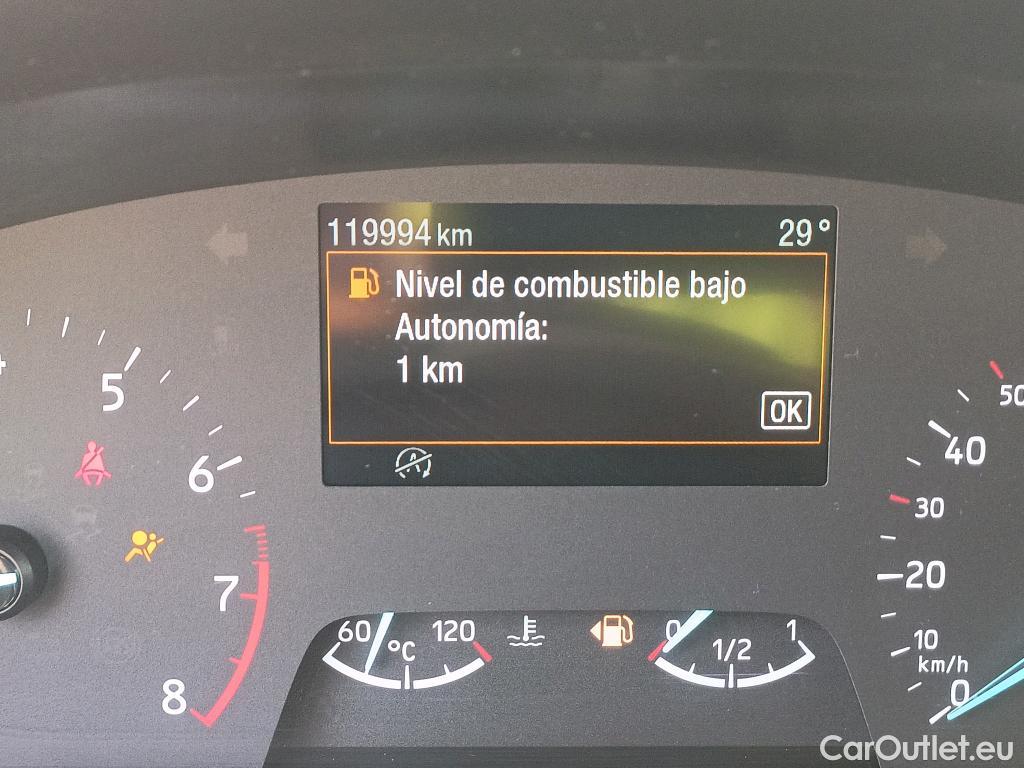 119994 km 29°
Nivel de combustible bajo
Autonomía:
1 km
OK
5
6
7
8
60 °C 120
0 1/2 1
50
40
30
20
10
km/h
0
CarOutlet.eu